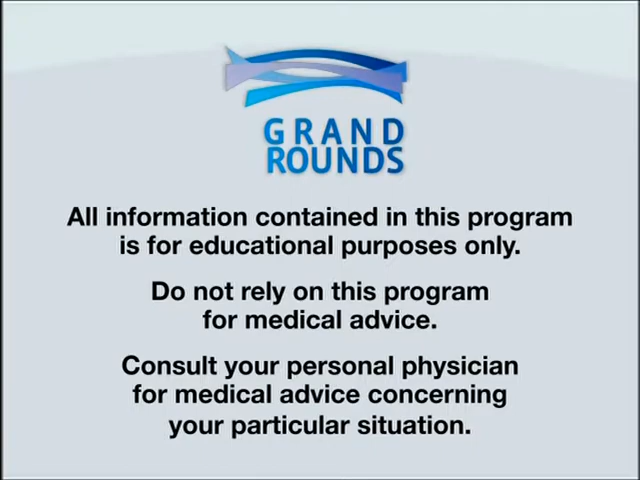 GRAND
ROUNDS
All information contained in this program
is for educational purposes only.
Do not rely on this program
for medical advice.
Consult your personal physician
for medical advice concerning
your particular situation.